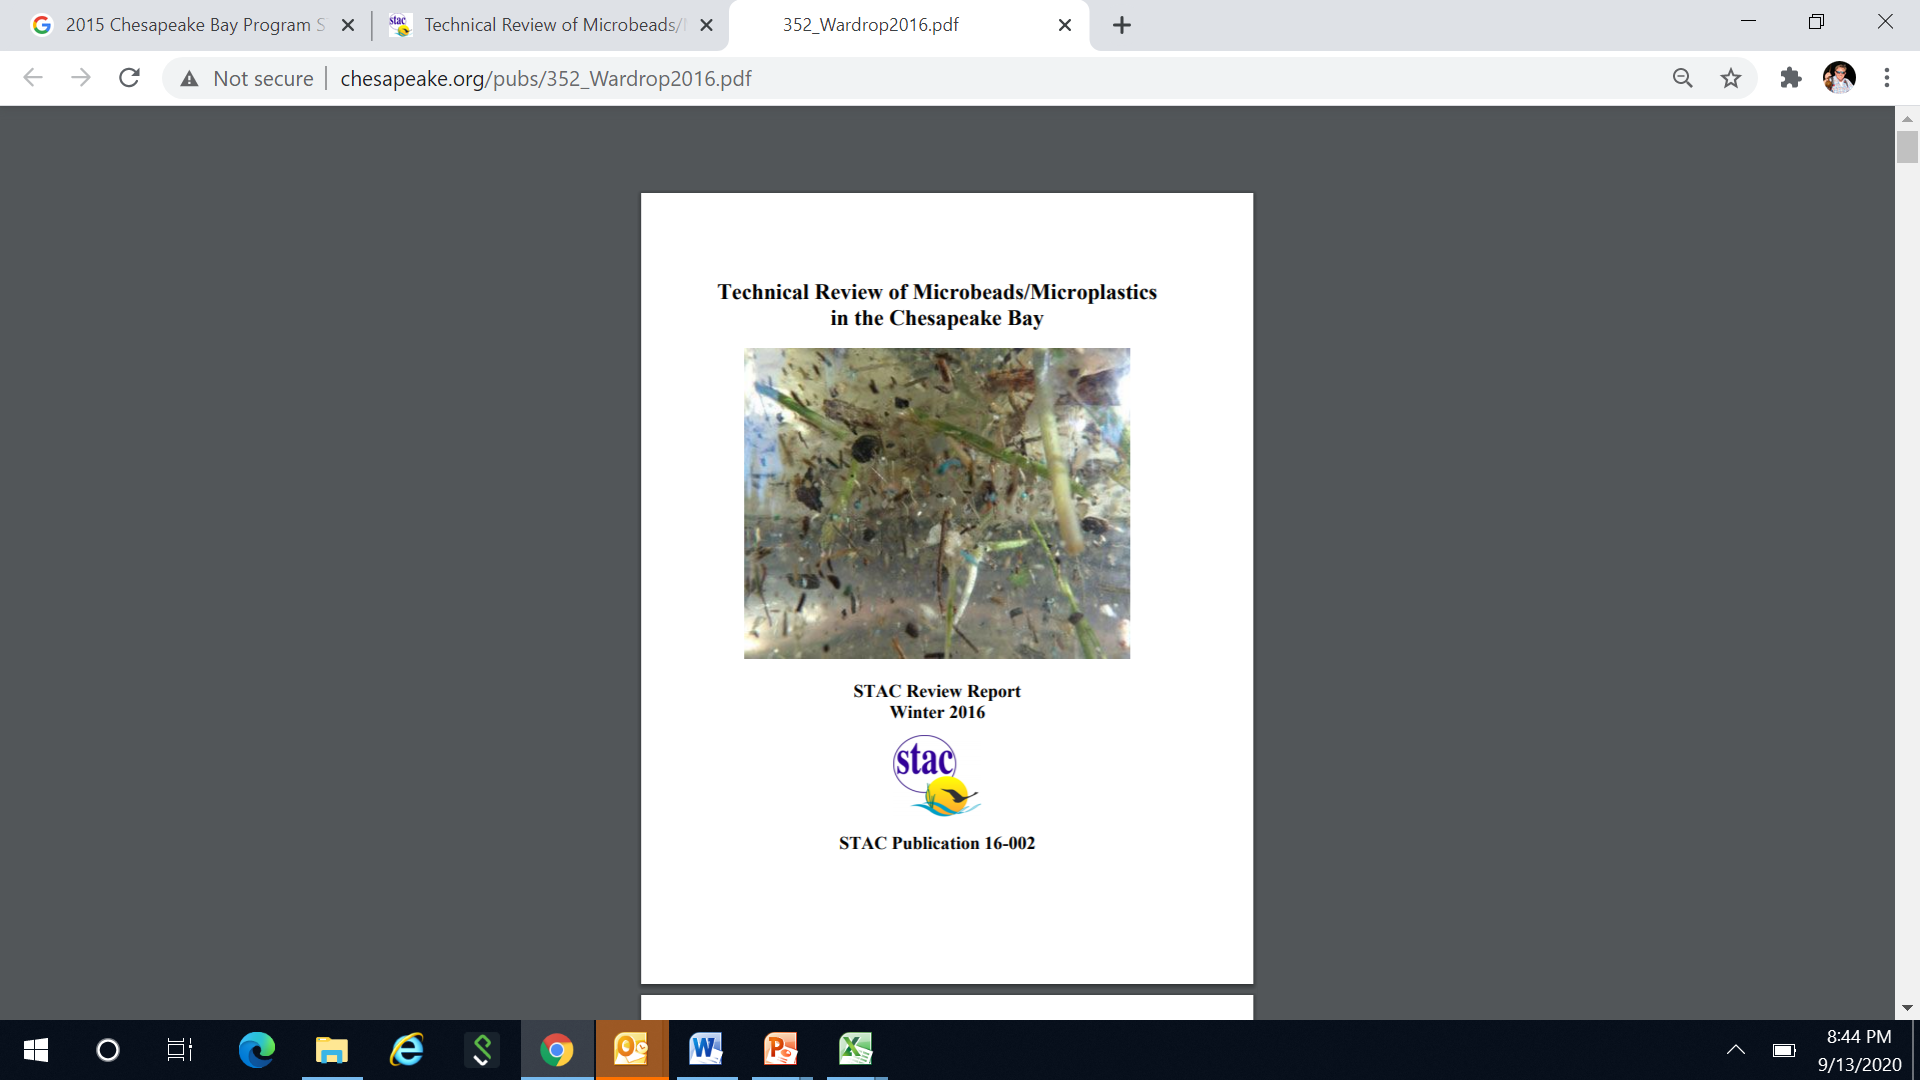 2015 Chesapeake Bay Program S
stac
Technical Review of Microbeads/
352_Wardrop2016.pdf
Not secure
chesapeake.org/pubs/352_Wardrop2016.pdf
Technical Review of Microbeads/Microplastics
in the Chesapeake Bay
STAC Review Report
Winter 2016
stac
STAC Publication 16-002
8:44 PM
9/13/2020